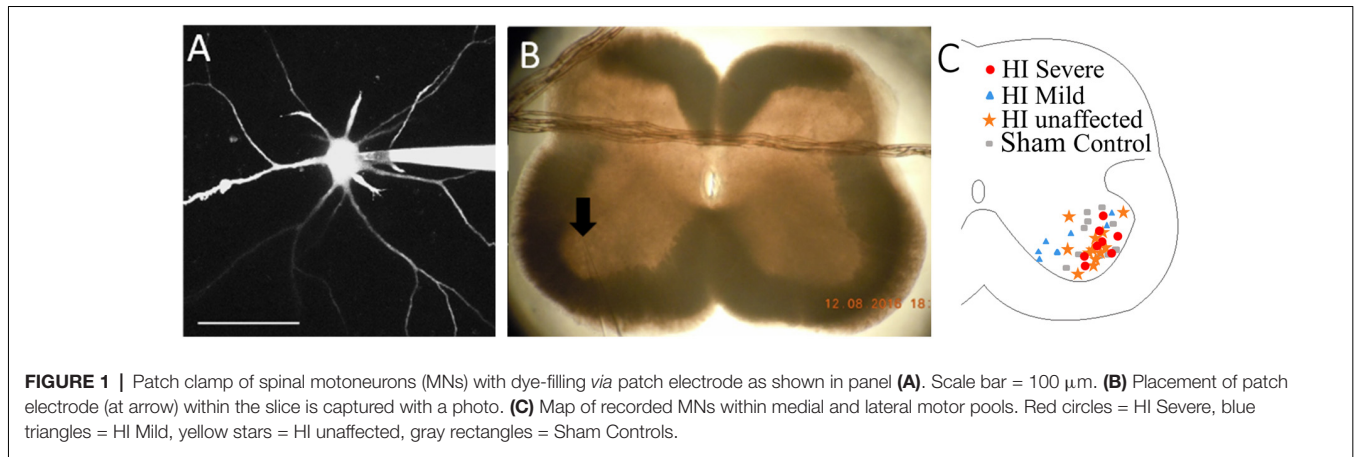 A
B
12.08.2016 18:
C
HI Severe
HI Mild
HI unaffected
Sham Control
FIGURE 1 | Patch clamp of spinal motoneurons (MNs) with dye-filling via patch electrode as shown in panel (A). Scale bar = 100 μm. (B) Placement of patch
electrode (at arrow) within the slice is captured with a photo. (C) Map of recorded MNs within medial and lateral motor pools. Red circles = HI Severe, blue
triangles = HI Mild, yellow stars = HI unaffected, gray rectangles = Sham Controls.